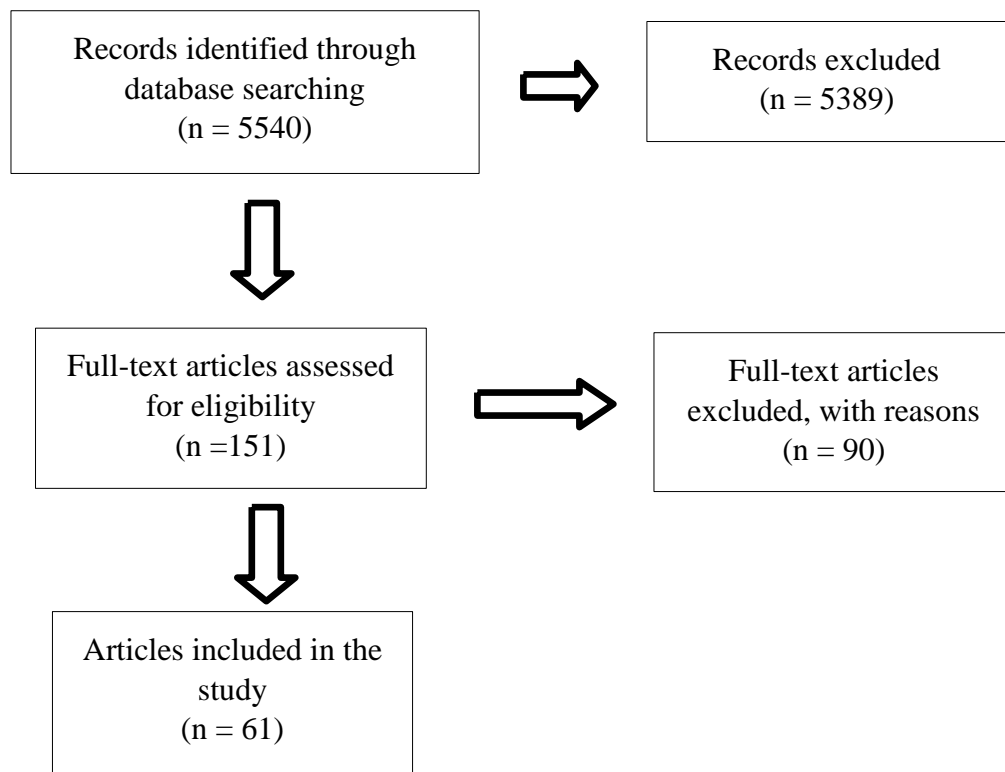 Records identified through
database searching
(n = 5540)
Records excluded
(n = 5389)
Full-text articles assessed
for eligibility
(n =151)
Full-text articles
excluded, with reasons
(n = 90)
Articles included in the
study
(n = 61)